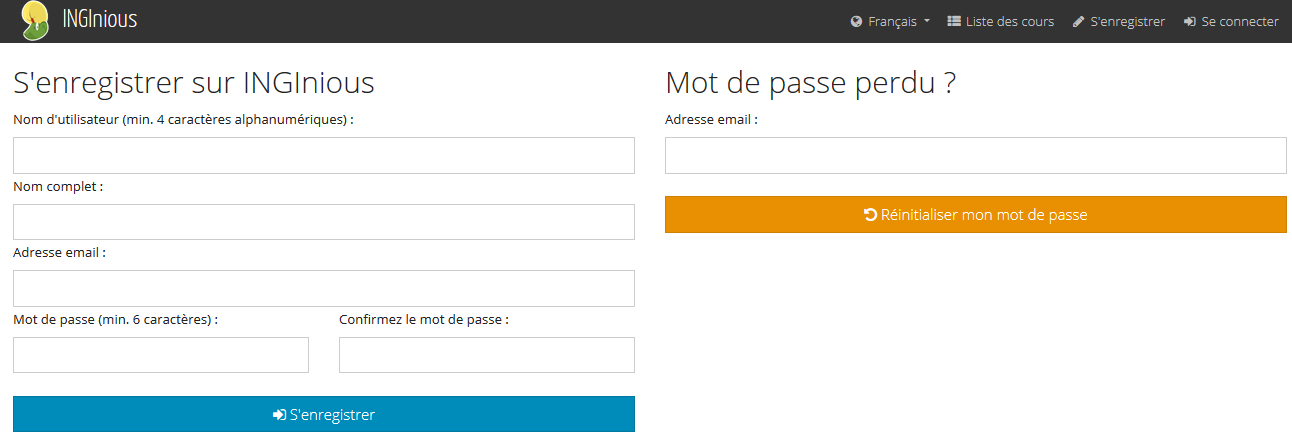 INGInious
Français
Liste des cours
S'enregistrer
Se connecter
S'enregistrer sur INGInious
Nom d'utilisateur (min. 4 caractères alphanumériques) :
Nom complet :
Adresse email :
Mot de passe (min. 6 caractères) :
Confirmez le mot de passe :
S'enregistrer
Mot de passe perdu ?
Adresse email :
Réinitialiser mon mot de passe